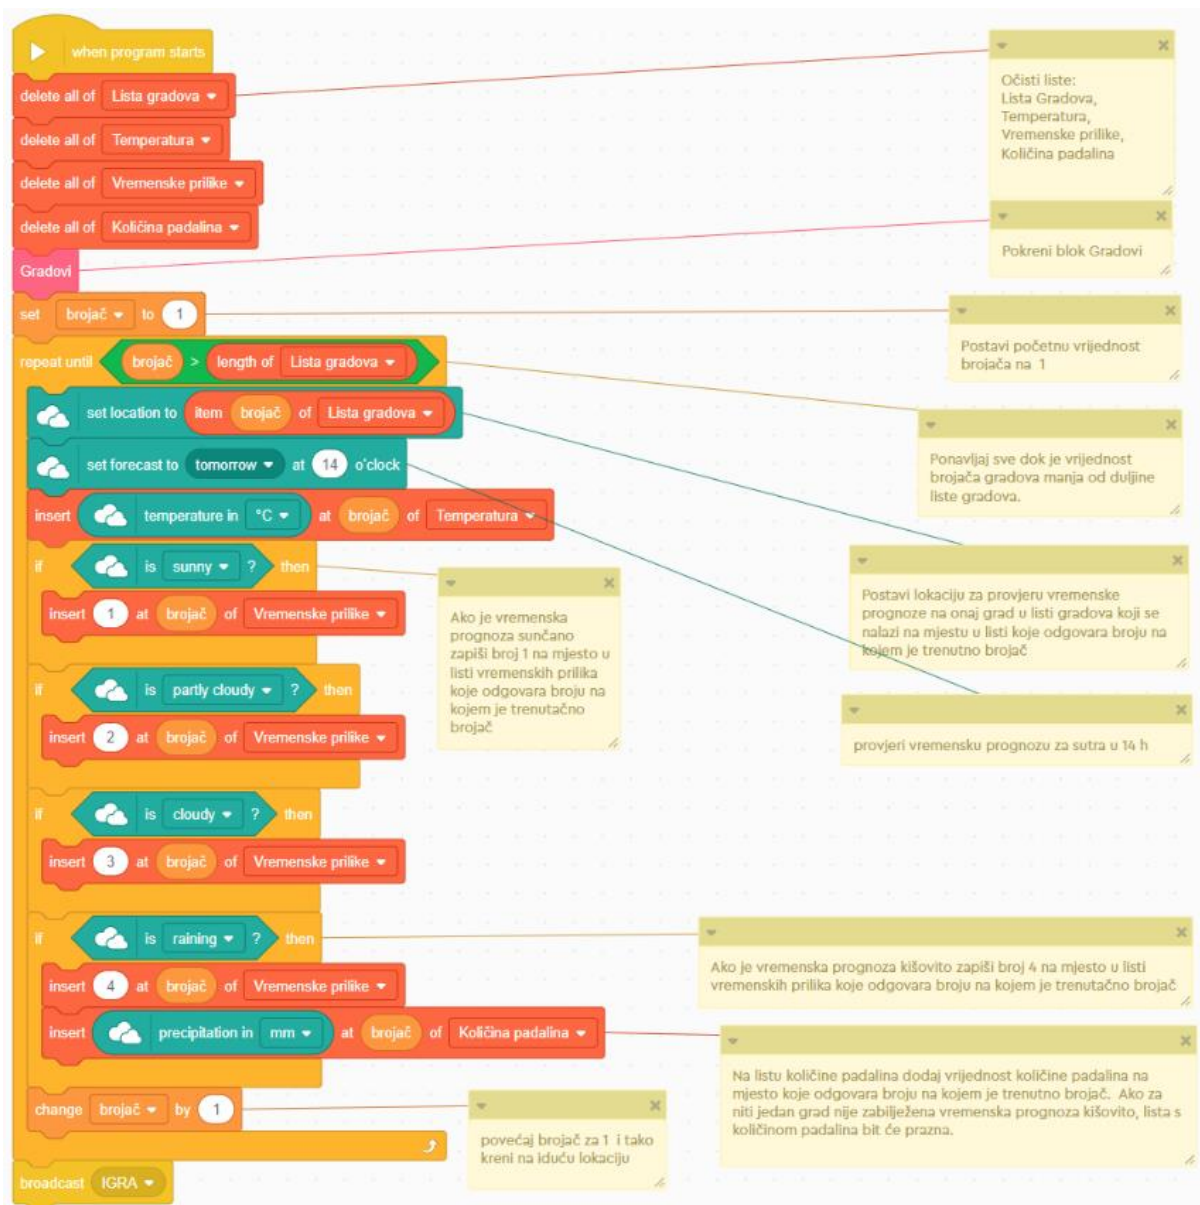 when program starts
delete all of Lista gradova
delete all of Temperatura
delete all of Vremenske prilike
delete all of Količina padalina
Gradovi
set brojač to 1
repeat until brojač > length of Lista gradova
set location to item brojač of Lista gradova
set forecast to tomorrow at 14 o'clock
insert temperature in °C at brojač of Temperatura
if is sunny ? then
insert 1 at brojač of Vremenske prilike
if is partly cloudy ? then
insert 2 at brojač of Vremenske prilike
if is cloudy ? then
insert 3 at brojač of Vremenske prilike
if is raining ? then
insert 4 at brojač of Vremenske prilike
insert precipitation in mm at brojač of Količina padalina
change brojač by 1
broadcast IGRA
Očisti liste:
Lista Gradova,
Temperatura,
Vremenske prilike,
Količina padalina
Pokreni blok Gradovi
Postavi početnu vrijednost
brojača na 1
Ponavljaj sve dok je vrijednost
brojača gradova manja od duljine
liste gradova.
Postavi lokaciju za provjeru vremenske
prognoze na onaj grad u listi gradova koji se
nalazi na mjestu u listi koje odgovara broju na
kojem je trenutno brojač
provjeri vremensku prognozu za sutra u 14 h
Ako je vremenska
prognoza sunčano
zapiši broj 1 na mjesto u
listi vremenskih prilika
koje odgovara broju na
kojem je trenutačno
brojač
Ako je vremenska prognoza kišovito zapiši broj 4 na mjesto u listi
vremenskih prilika koje odgovara broju na kojem je trenutačno brojač
Na listu količine padalina dodaj vrijednost količine padalina na
mjesto koje odgovara broju na kojem je trenutno brojač. Ako za
niti jedan grad nije zabilježena vremenska prognoza kišovito, lista s
količinom padalina bit će prazna.
povećaj brojač za 1 i tako
kreni na iduću lokaciju